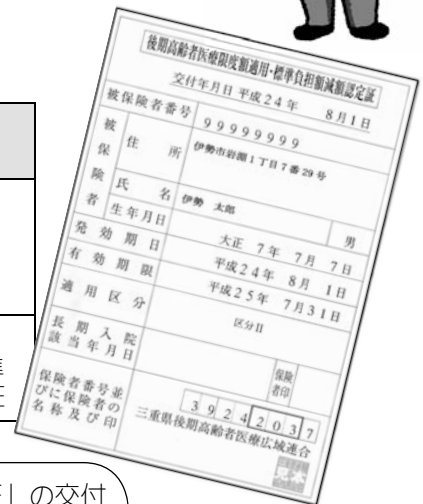 後期高齢者医療限度額適用・標準負担額減額認定証
交付年月日 平成24年 8月1日
被保険者番号 99999999
被保険者
住所 伊勢市岩淵1丁目7番29号
氏名 伊勢 太郎 男
生年月日 大正 7年 7月 7日
発効期日 平成24年 8月 1日
有効期限 平成25年 7月31日
適用区分 区分Ⅱ
長期入院
該当年月日
保険
者印
保険者番号並
びに保険者の
名称及び印
39242037
三重県後期高齢者医療広域連合
」の交付